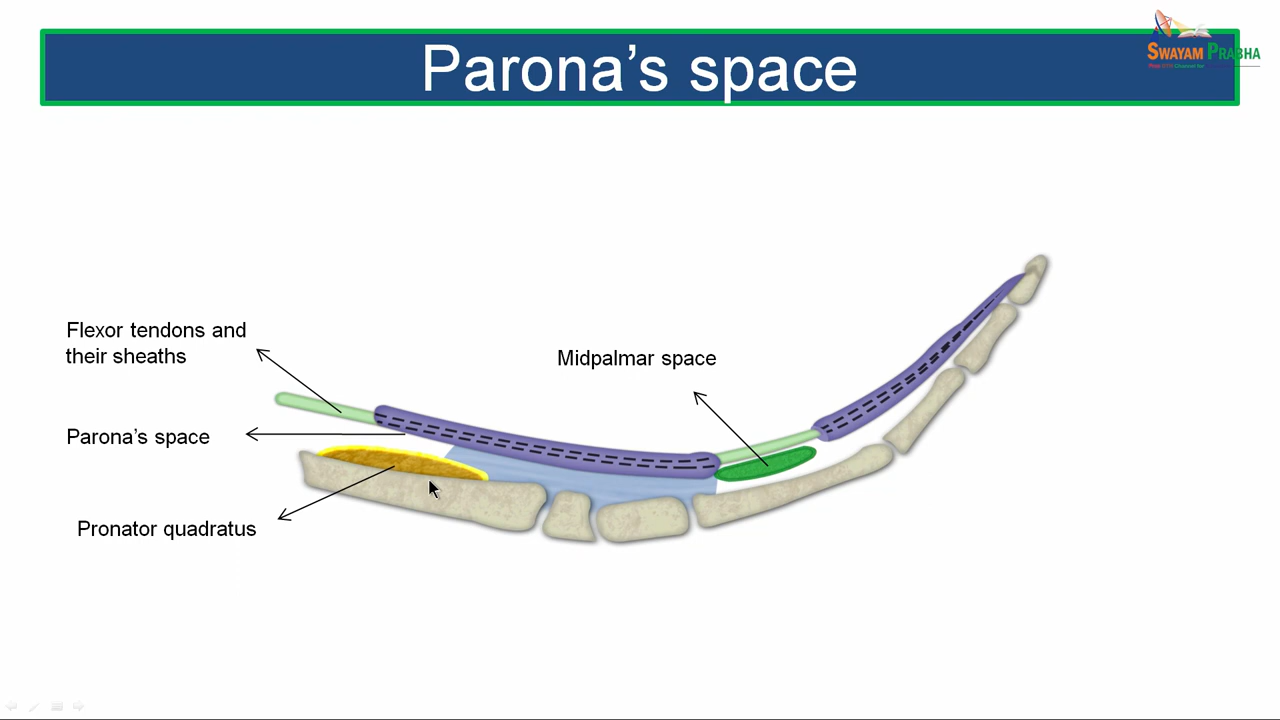 Parona's space
SWAYAM PRABHA
Flexor tendons and
their sheaths
Midpalmar space
Parona's space
Pronator quadratus